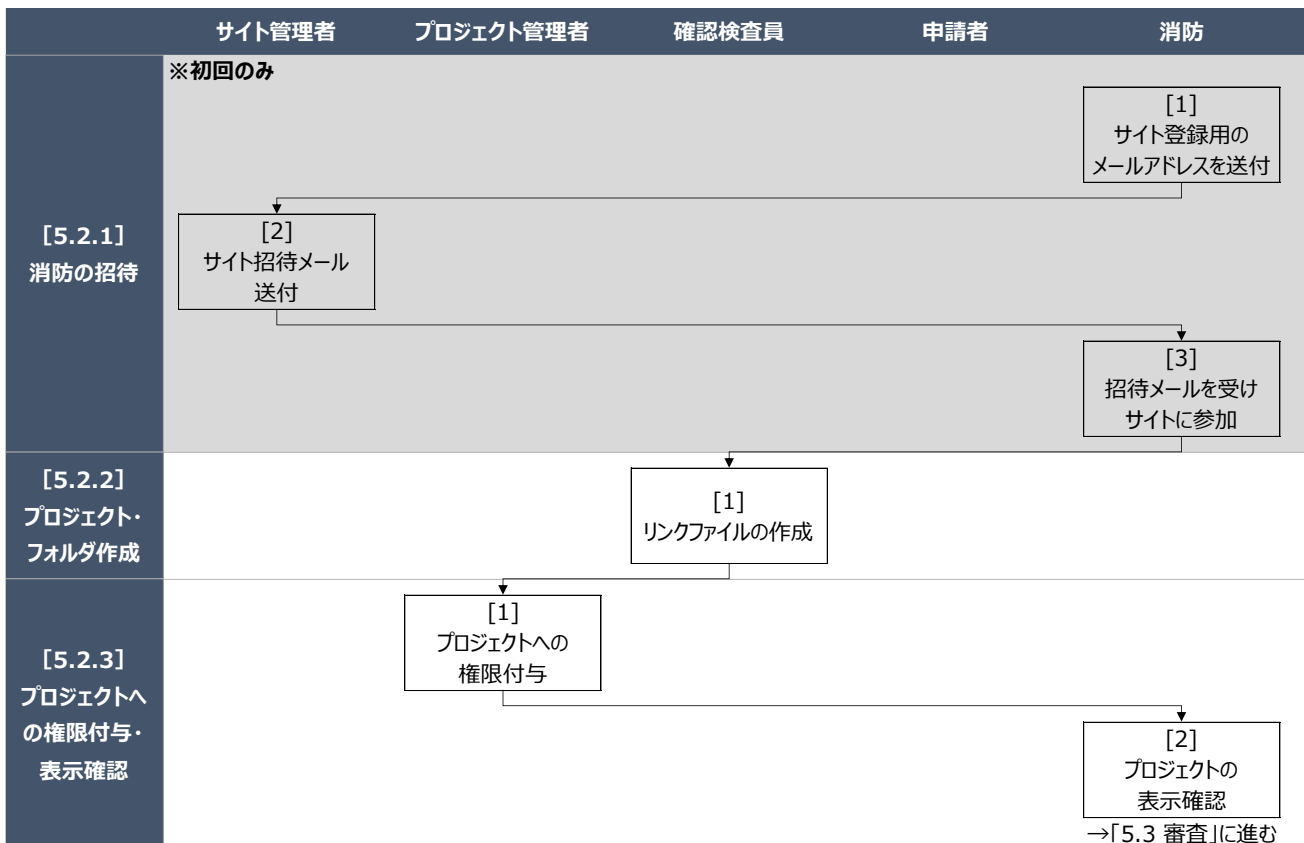 サイト管理者 プロジェクト管理者 確認検査員 申請者 消防
[5.2.1]
消防の招待
※初回のみ
[1]
サイト登録用の
メールアドレスを送付
[2]
サイト招待メール
送付
[3]
招待メールを受け
サイトに参加
[5.2.2]
プロジェクト・
フォルダ作成
[1]
リンクファイルの作成
[5.2.3]
プロジェクトへ
の権限付与・
表示確認
[1]
プロジェクトへの
権限付与
[2]
プロジェクトの
表示確認
→「5.3 審査」に進む